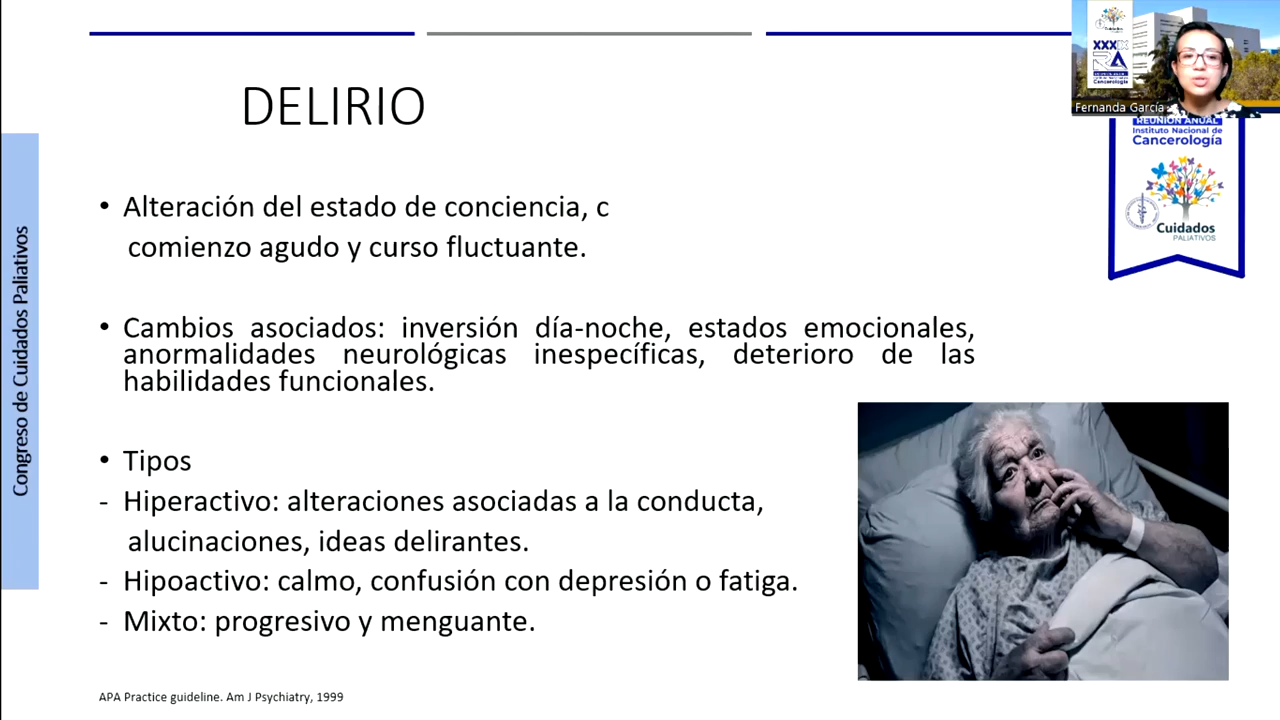 DELIRIO
• Alteración del estado de conciencia, c
comienzo agudo y curso fluctuante.
• Cambios asociados: inversión día-noche, estados emocionales,
anormalidades neurológicas inespecíficas, deterioro de las
habilidades funcionales.
• Tipos
- Hiperactivo: alteraciones asociadas a la conducta,
alucinaciones, ideas delirantes.
- Hipoactivo: calmo, confusión con depresión o fatiga.
- Mixto: progresivo y menguante.
APA Practice guideline. Am J Psychiatry, 1999
Congreso de Cuidados Paliativos
XXXIX
RA
Cancerología
Fernanda García
REUNIÓN ANUAL
Instituto Nacional de
Cancerología
Cuidados
PALIATIVOS